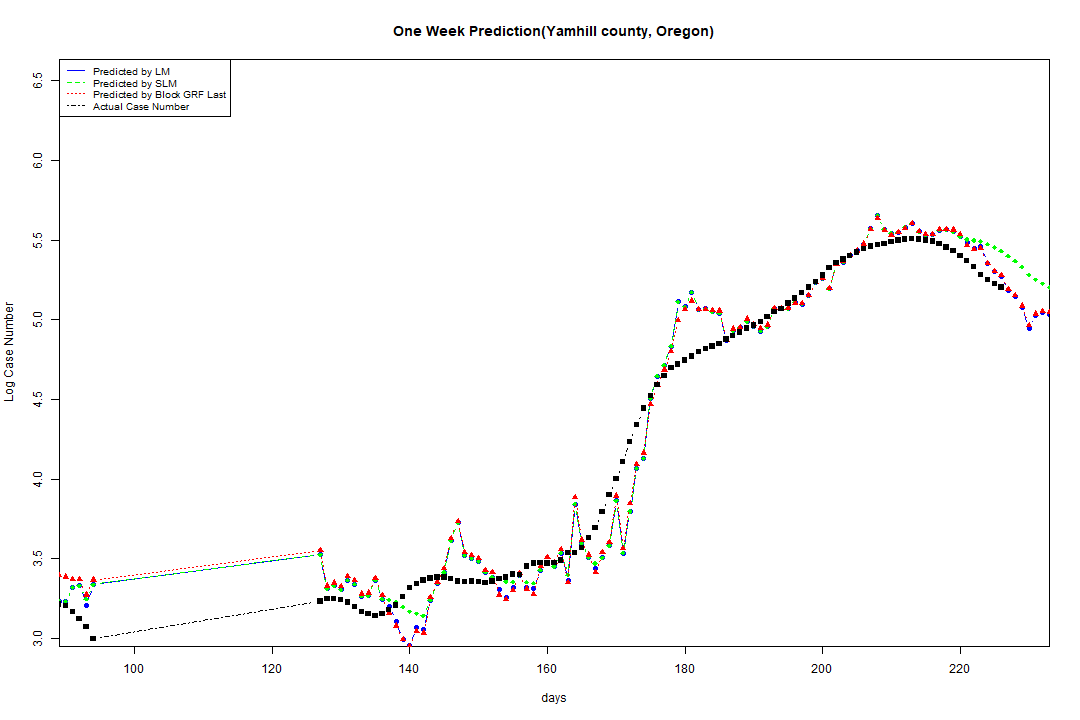 One Week Prediction(Yamhill county, Oregon)
Predicted by LM
Predicted by SLM
Predicted by Block GRF Last
Actual Case Number
6.5
6.0
5.5
5.0
4.5
4.0
3.5
3.0
Log Case Number
100 120 140 160 180 200 220
days